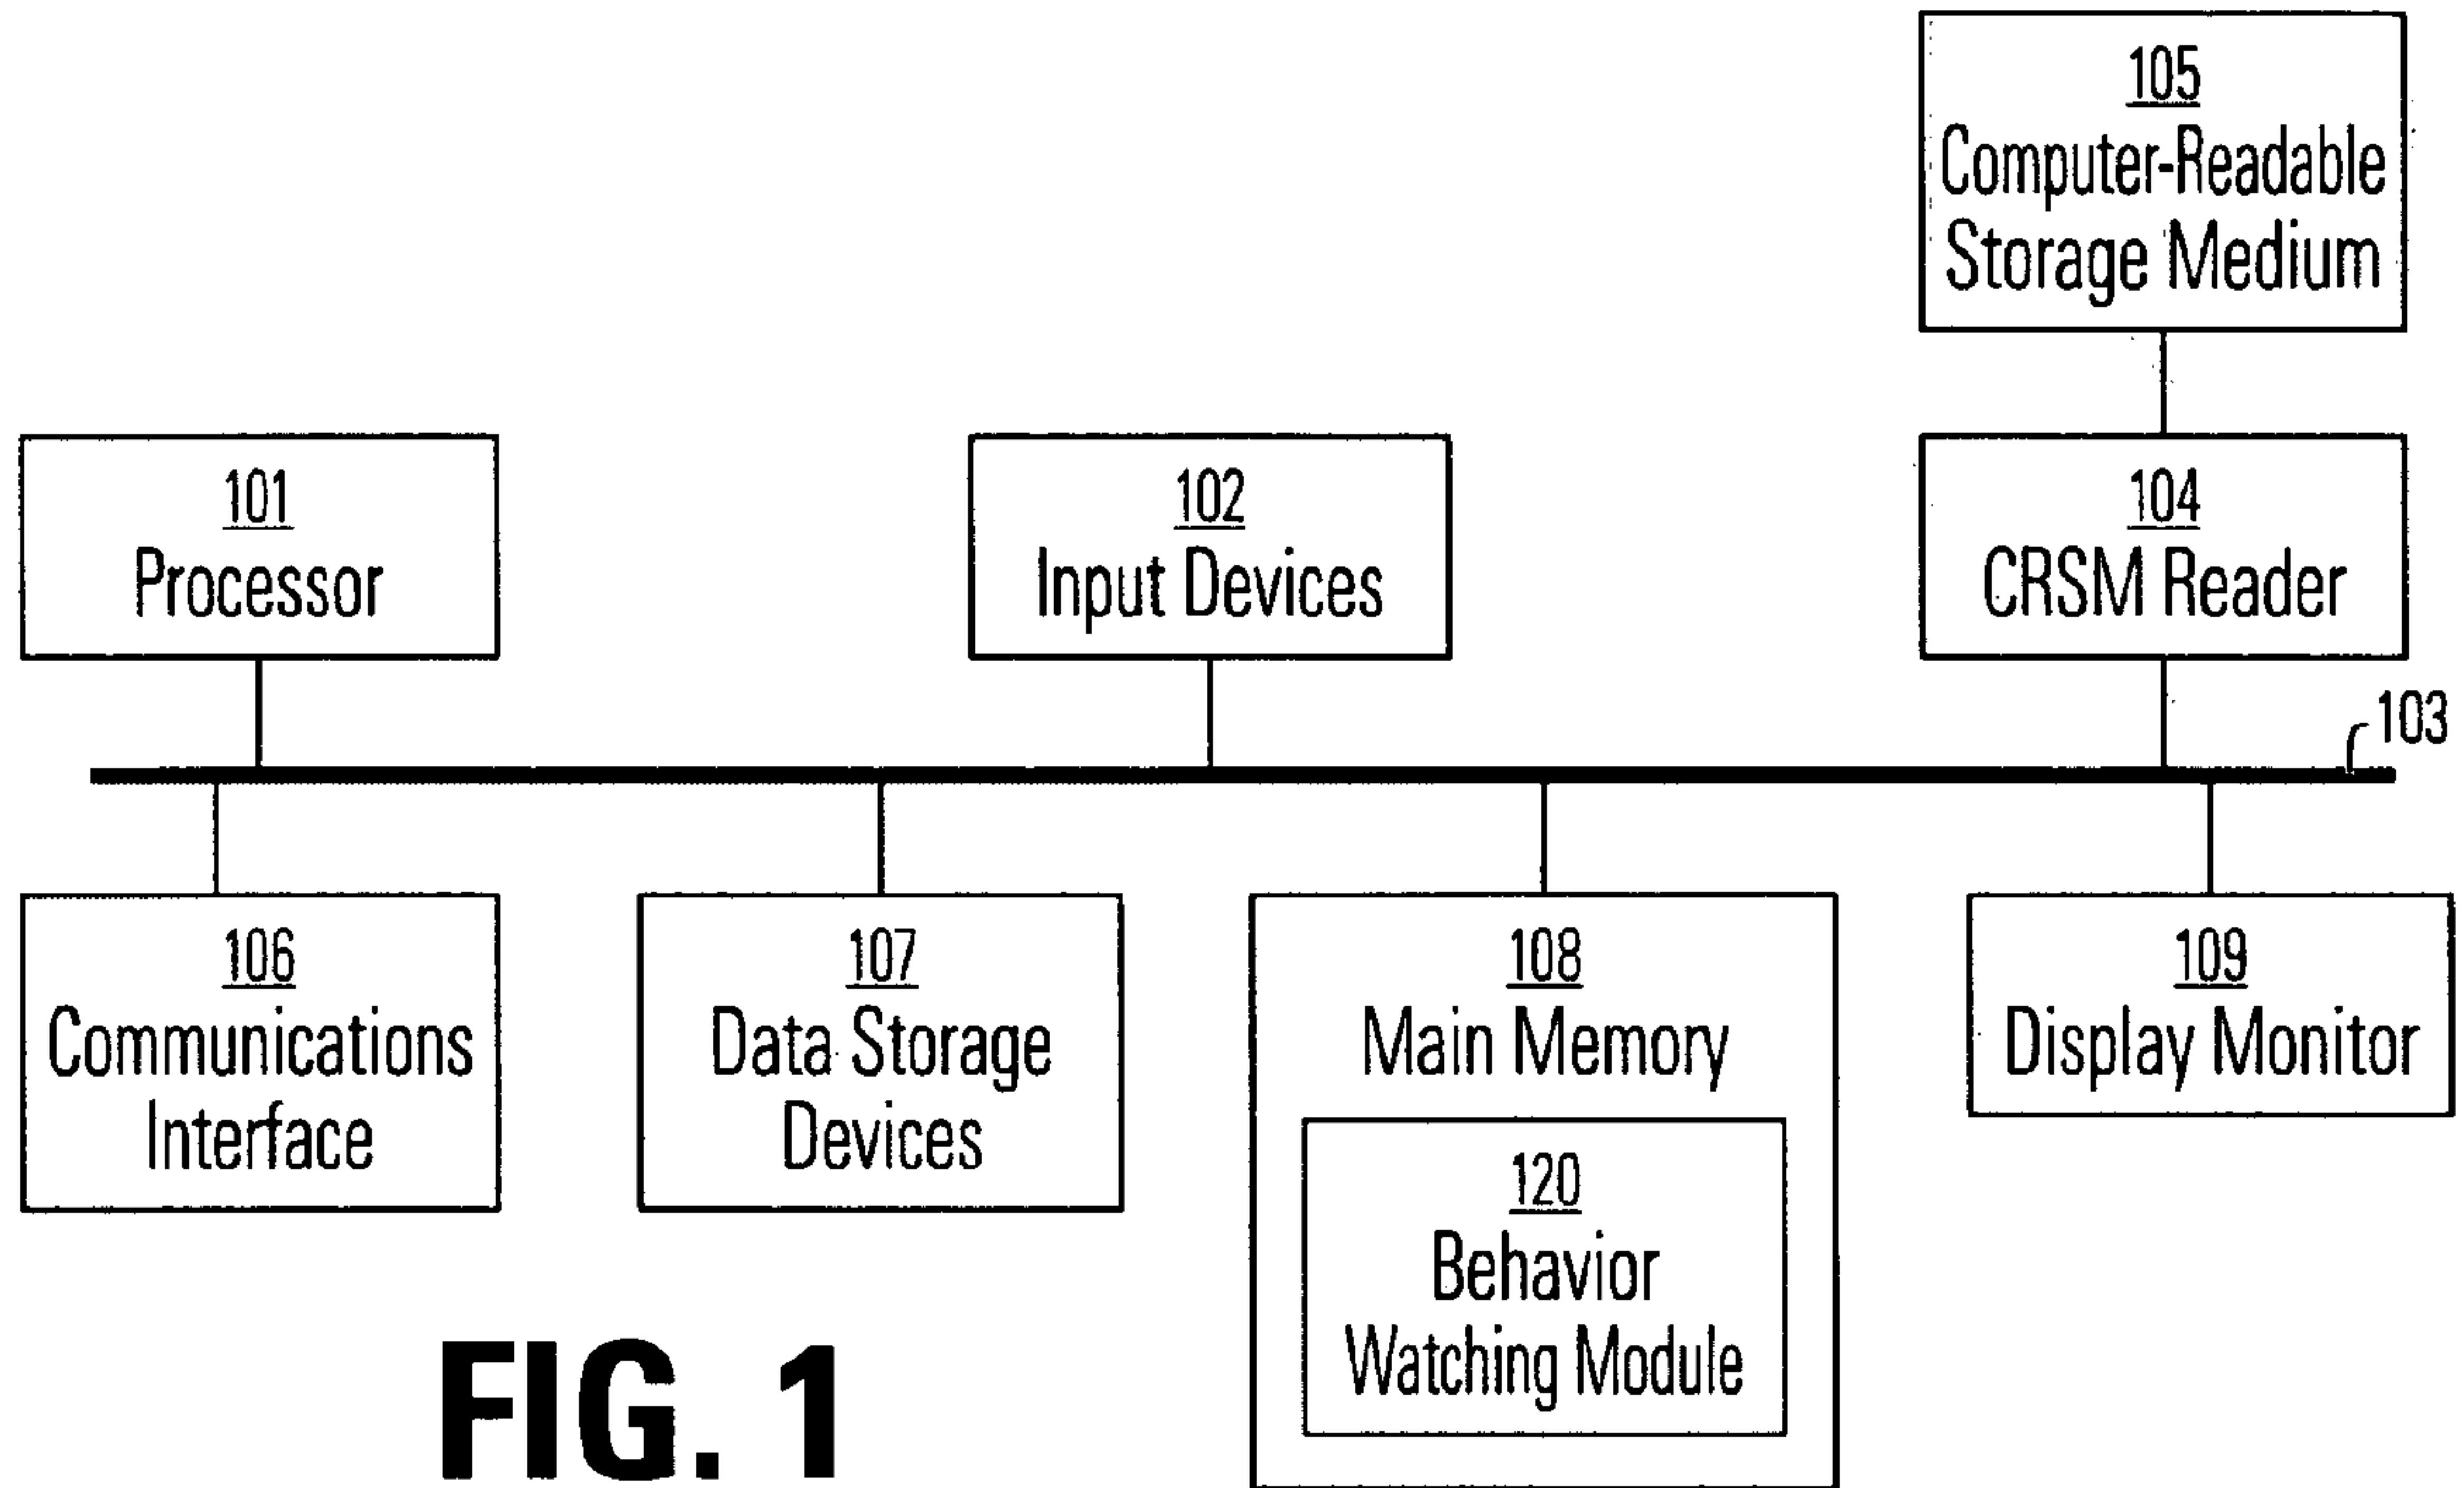 105
Computer-Readable
Storage Medium
101
Processor
102
Input Devices
104
CRSM Reader
103
106
Communications
Interface
107
Data Storage
Devices
108
Main Memory
120
Behavior
Watching Module
109
Display Monitor
FIG. 1